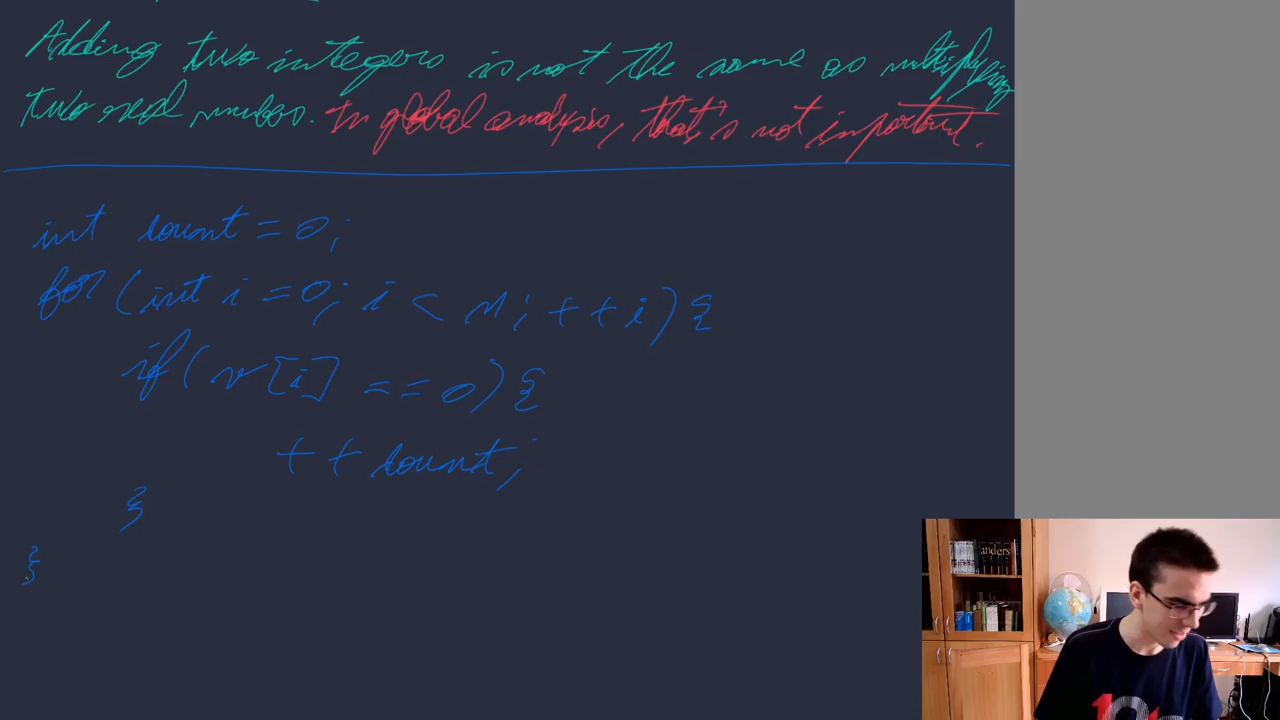 Adding two integers is not the same as multiplying
two real numbers. In global analysis, that's not important.
int count = 0;
for (int i = 0; i < n; ++i) {
if (v[i] == 0) {
++count;
}
}
anders